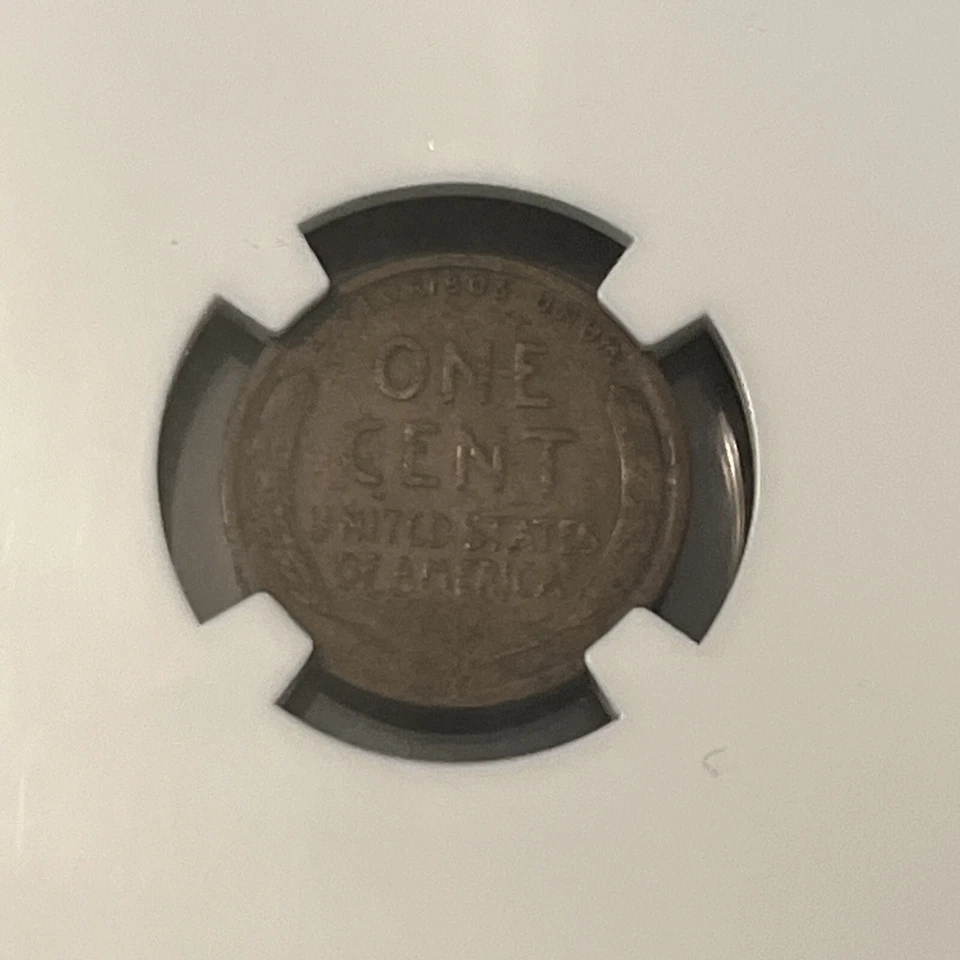 ONE
CENT
UNITED STATES
OF AMERICA